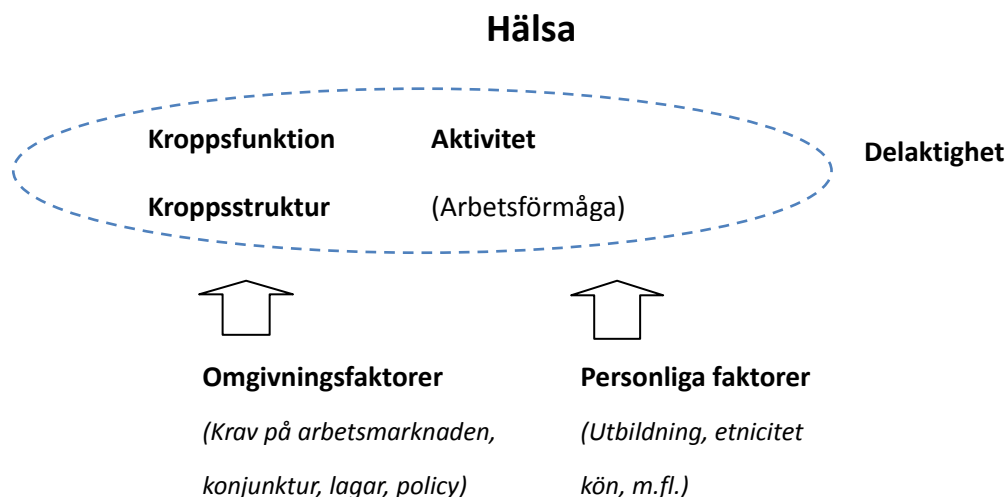 Hälsa
Kroppsfunktion
Aktivitet
Delaktighet
Kroppsstruktur
(Arbetsförmåga)
Omgivningsfaktorer
(Krav på arbetsmarknaden,
konjunktur, lagar, policy)
Personliga faktorer
(Utbildning, etnicitet
kön, m.fl.)